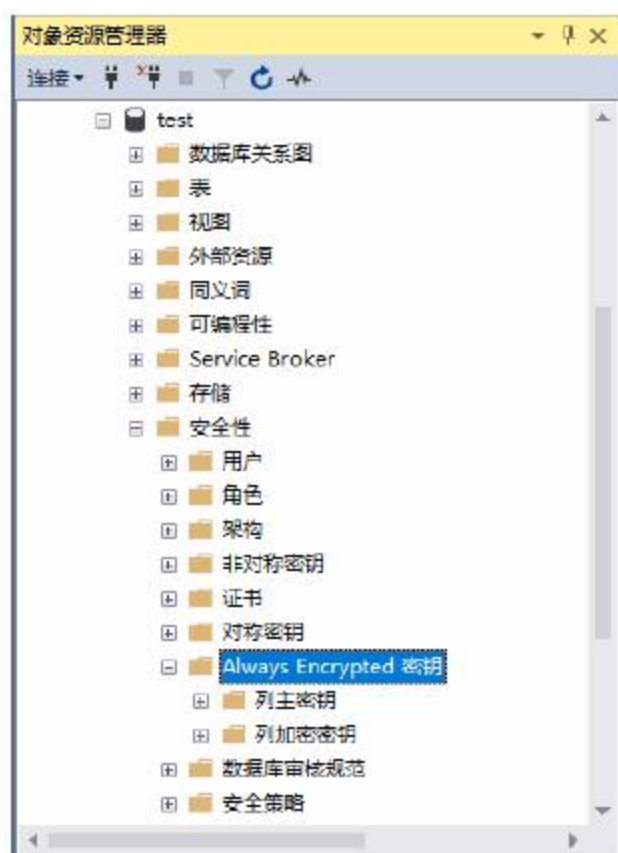 对象资源管理器
连接
test
数据库关系图
表
视图
外部资源
同义词
可编程性
Service Broker
存储
安全性
用户
角色
架构
非对称密钥
证书
对称密钥
Always Encrypted 密钥
列主密钥
列加密密钥
数据库审核规范
安全策略